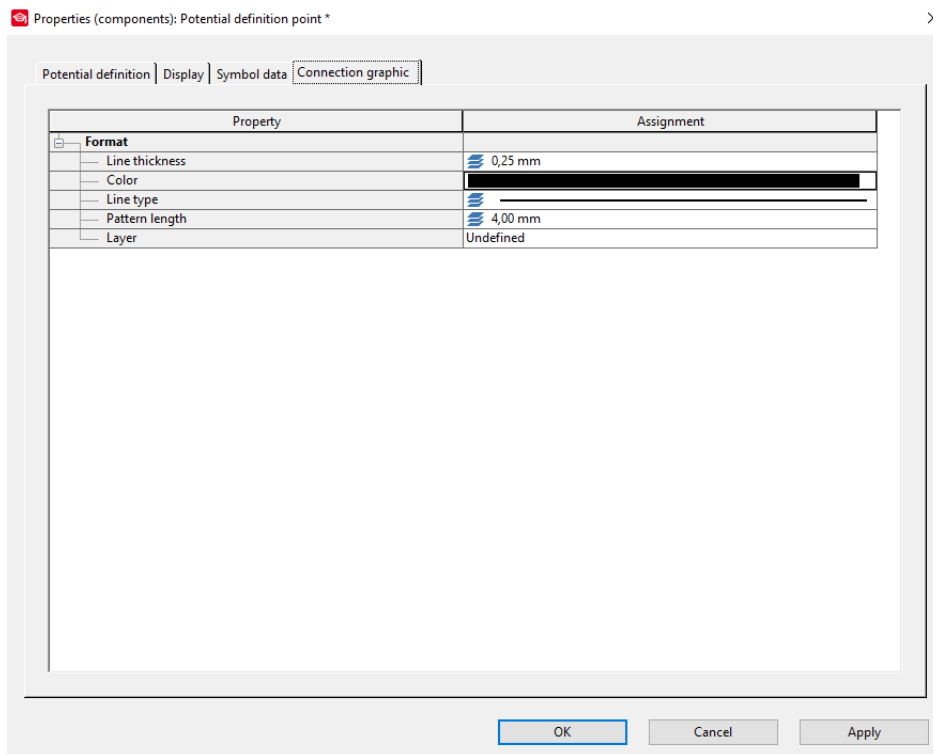 Properties (components): Potential definition point *
Potential definition Display Symbol data Connection graphic
Property Assignment
Format
Line thickness 0,25 mm
Color
Line type
Pattern length 4,00 mm
Layer Undefined
OK Cancel Apply